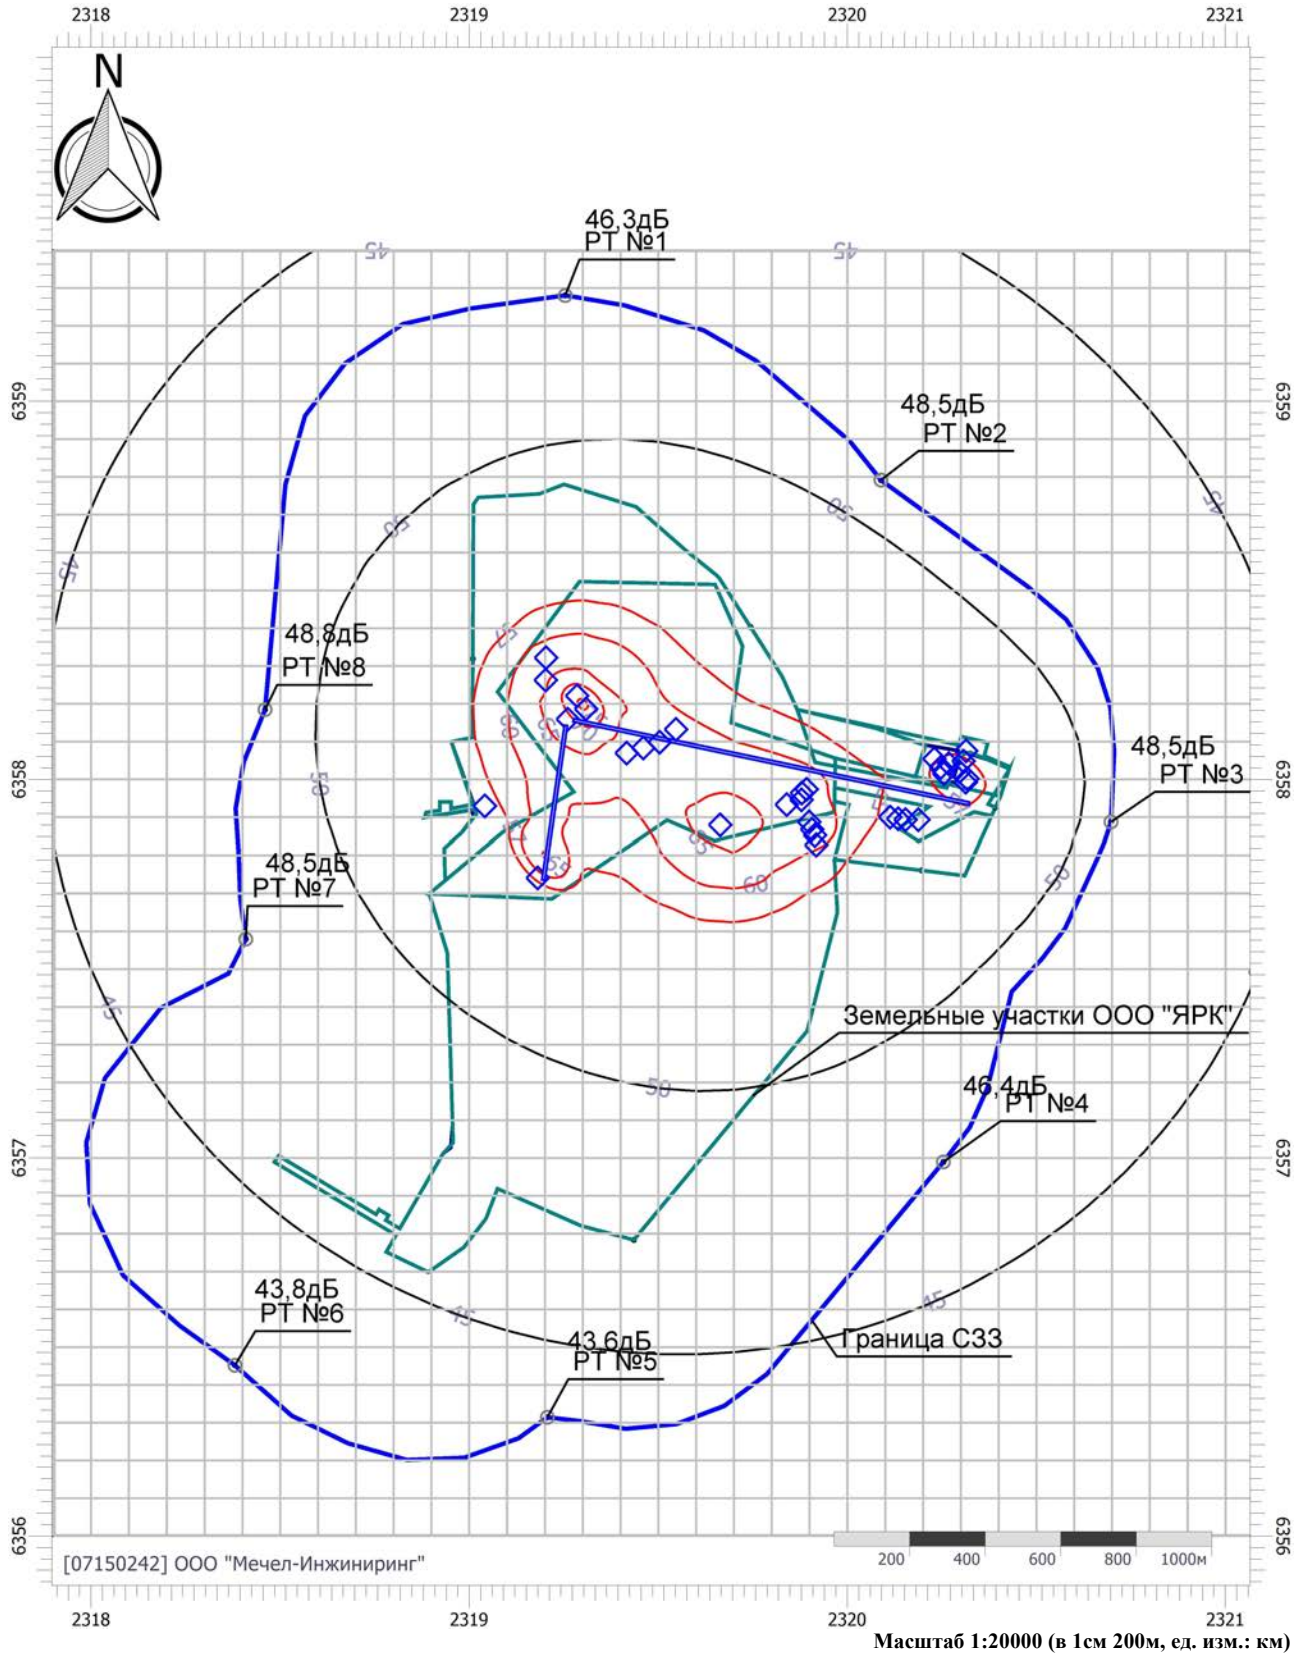 2318 2319 2320 2321
N
46,3дБ
РТ №1
45 45
6359 6359
48,5дБ
РТ №2
50 50 45
45
57
48,8дБ
РТ №8
60 55
48,5дБ
РТ №3
6358 6358
50
57 65 65
48,5дБ
РТ №7
60 50
45
Земельные участки ООО "ЯРК"
50
46,4дБ
РТ №4
6357 6357
43,8дБ
РТ №6
45 45
43,6дБ
РТ №5
Граница СЗЗ
6356 6356
200 400 600 800 1000м
[07150242] ООО "Мечел-Инжиниринг"
2318 2319 2320 2321
Масштаб 1:20000 (в 1см 200м, ед. изм.: км)